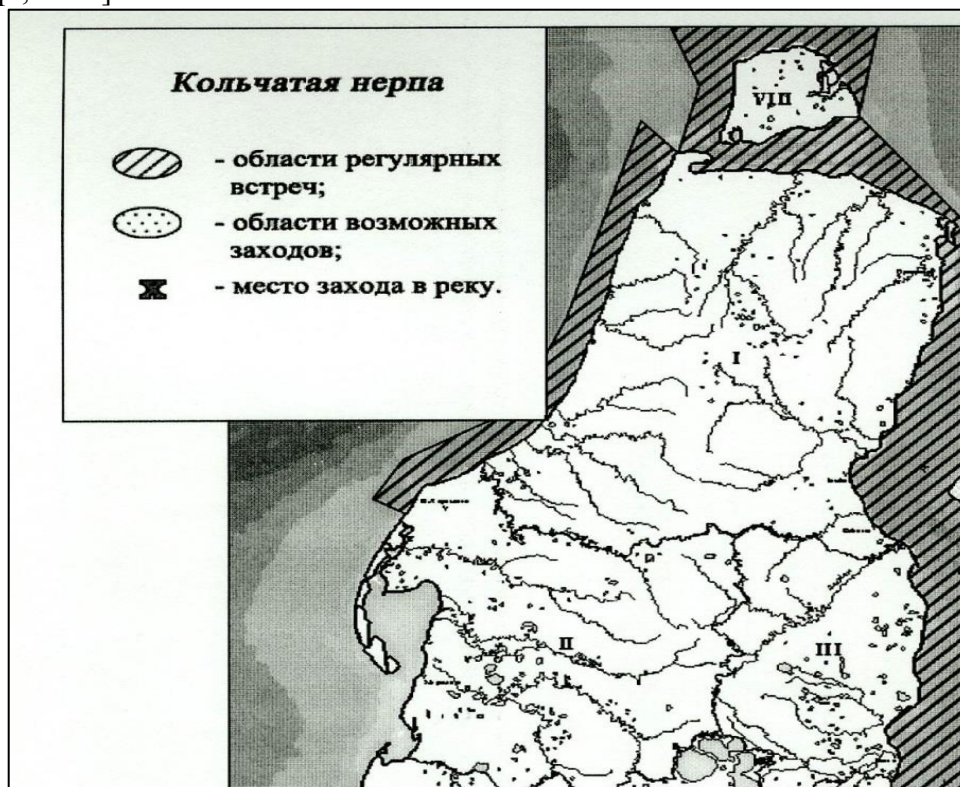 Кольчатая нерпа
- области регулярных
встреч;
- области возможных
заходов;
- место захода в реку.
VIII
I
II
III